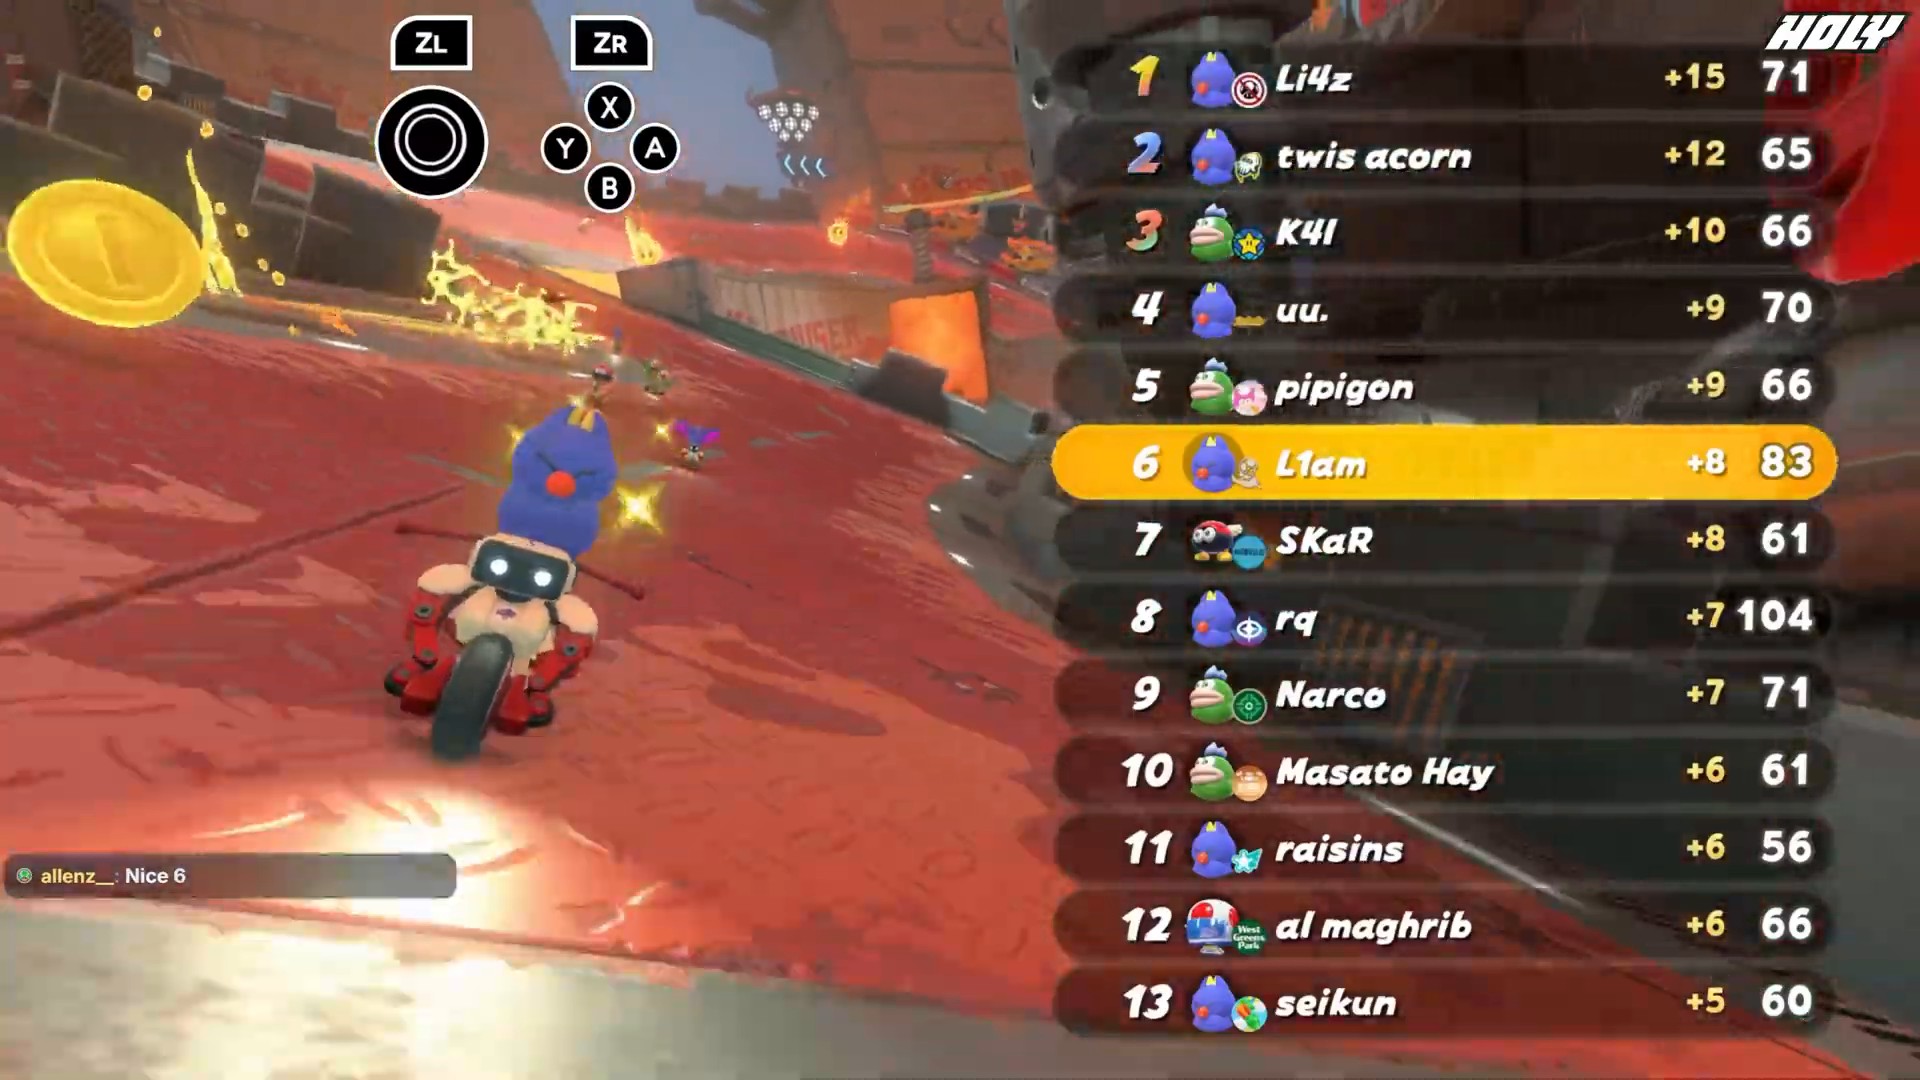 HOLY
ZL ZR
X
Y A
B
1 Li4z +15 71
2 twis acorn +12 65
3 K4I +10 66
4 uu. +9 70
5 pipigon +9 66
6 L1am +8 83
7 SKaR +8 61
8 rq +7 104
9 Narco +7 71
10 Masato Hay +6 61
11 raisins +6 56
12 West Greens Park al maghrib +6 66
13 seikun +5 60
allenz__: Nice 6